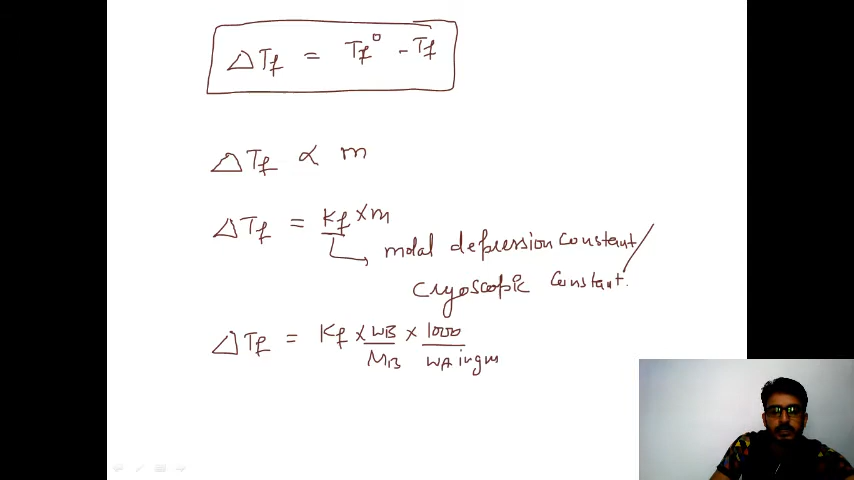 ΔTf = Tf° - Tf
ΔTf ∝ m
ΔTf = Kf × m
molal depression constant/
cryoscopic constant.
ΔTf = Kf × WB/MB × 1000/WA in gm